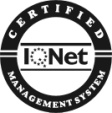 CERTIFIED
IQNet
MANAGEMENT SYSTEM